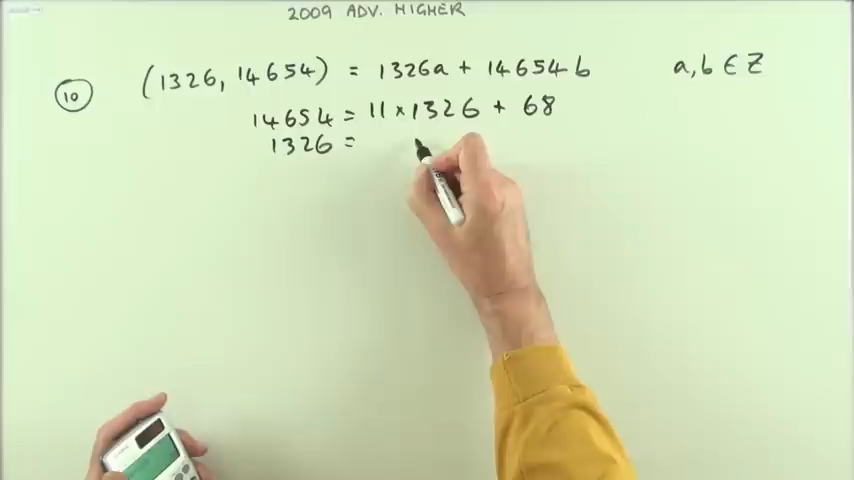 2009 ADV. HIGHER
10 (1326, 14654) = 1326a + 14654b a, b ∈ Z
14654 = 11 × 1326 + 68
1326 =